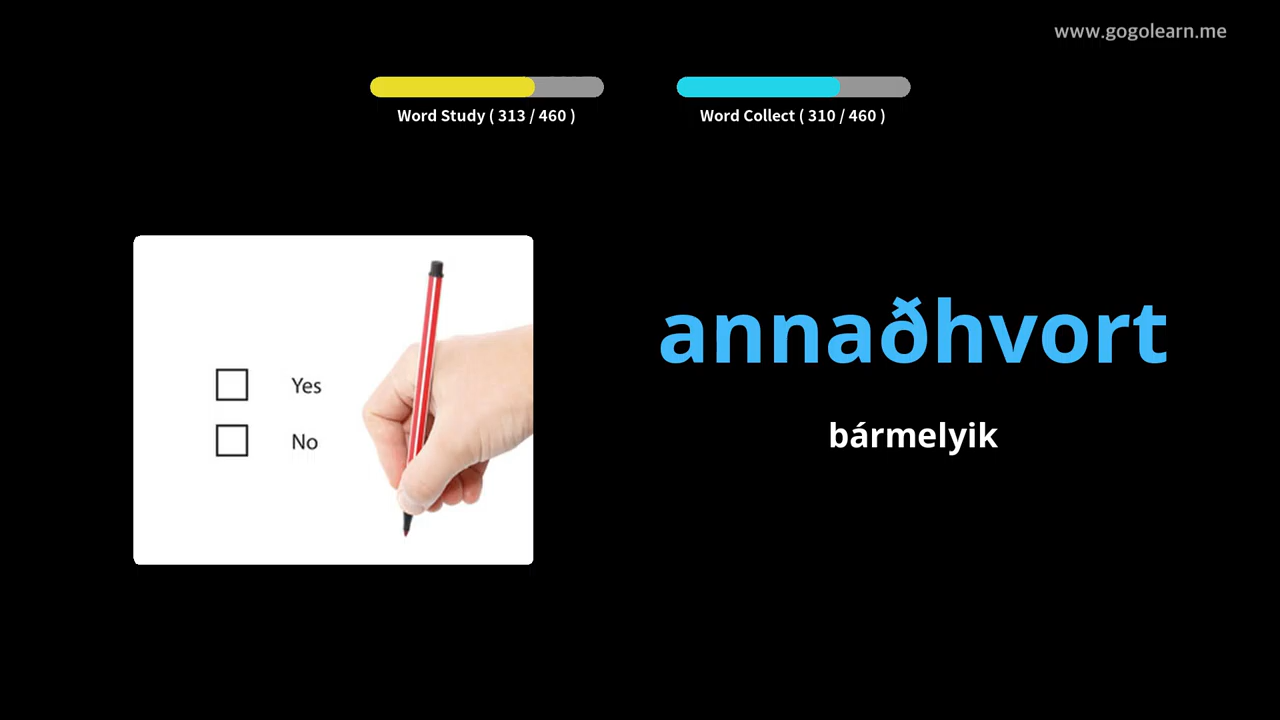 www.gogolearn.me
Word Study ( 313 / 460 )
Word Collect ( 310 / 460 )
Yes
No
annaðhvort
bármelyik